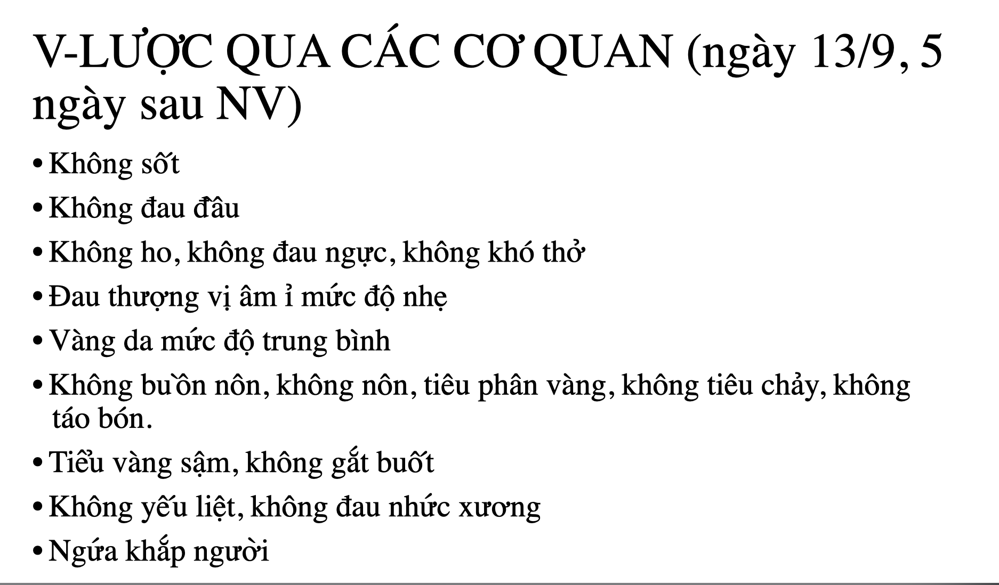 V-LƯỢC QUA CÁC CƠ QUAN (ngày 13/9, 5
ngày sau NV)
• Không sốt
• Không đau đầu
• Không ho, không đau ngực, không khó thở
• Đau thượng vị âm ỉ mức độ nhẹ
• Vàng da mức độ trung bình
• Không buồn nôn, không nôn, tiêu phân vàng, không tiêu chảy, không
táo bón.
• Tiểu vàng sậm, không gắt buốt
• Không yếu liệt, không đau nhức xương
• Ngứa khắp người